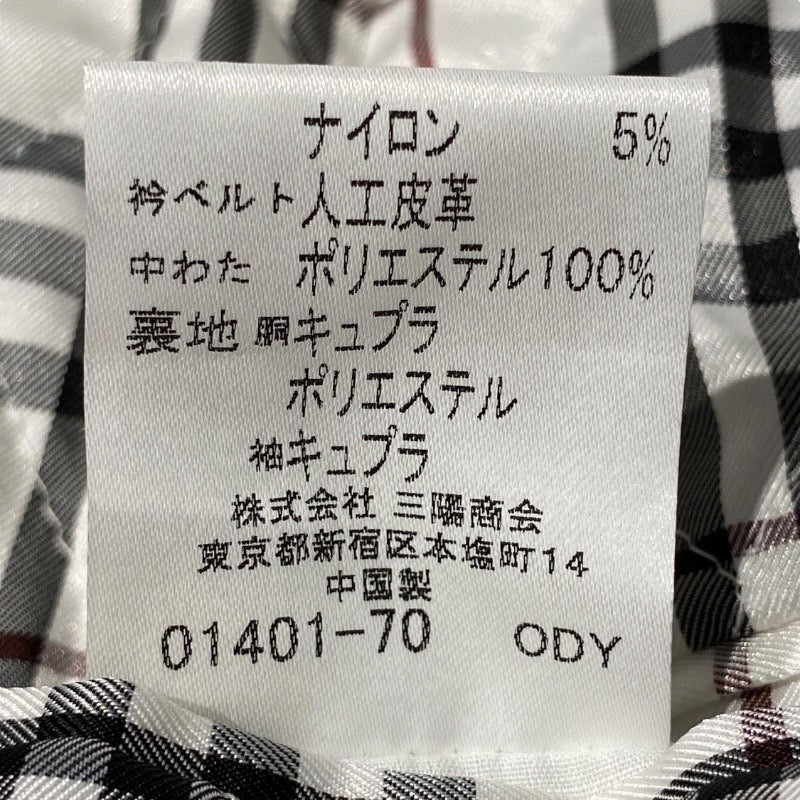 ナイロン 5%
衿ベルト人工皮革
中わた ポリエステル100%
裏地 胴キュプラ
ポリエステル
袖キュプラ
株式会社 三陽商会
東京都新宿区本塩町14
中国製
01401-70 ODY